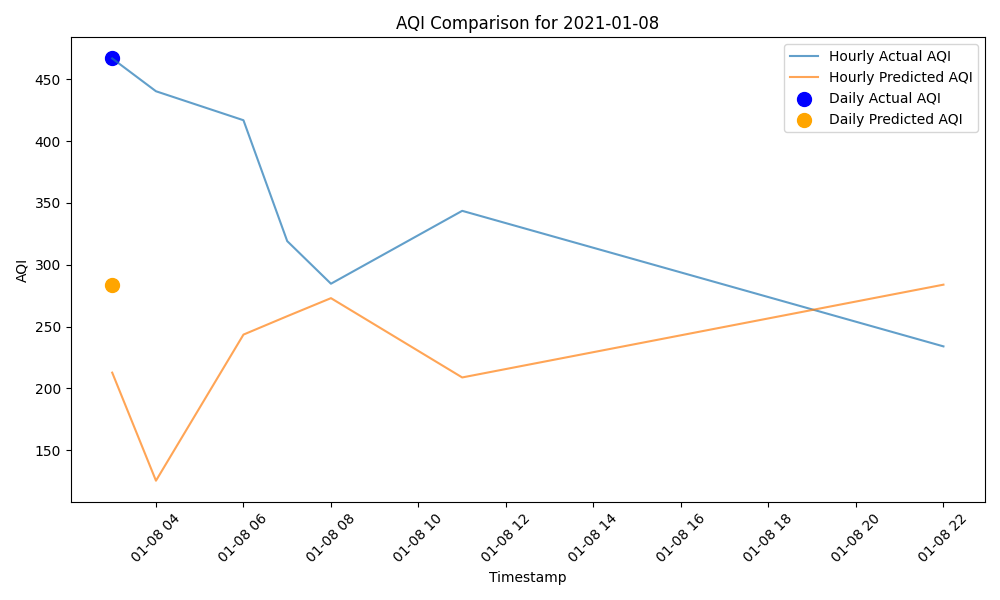 AQI Comparison for 2021-01-08
Hourly Actual AQI
Hourly Predicted AQI
Daily Actual AQI
Daily Predicted AQI
AQI
450
400
350
300
250
200
150
01-08 04
01-08 06
01-08 08
01-08 10
01-08 12
01-08 14
01-08 16
01-08 18
01-08 20
01-08 22
Timestamp